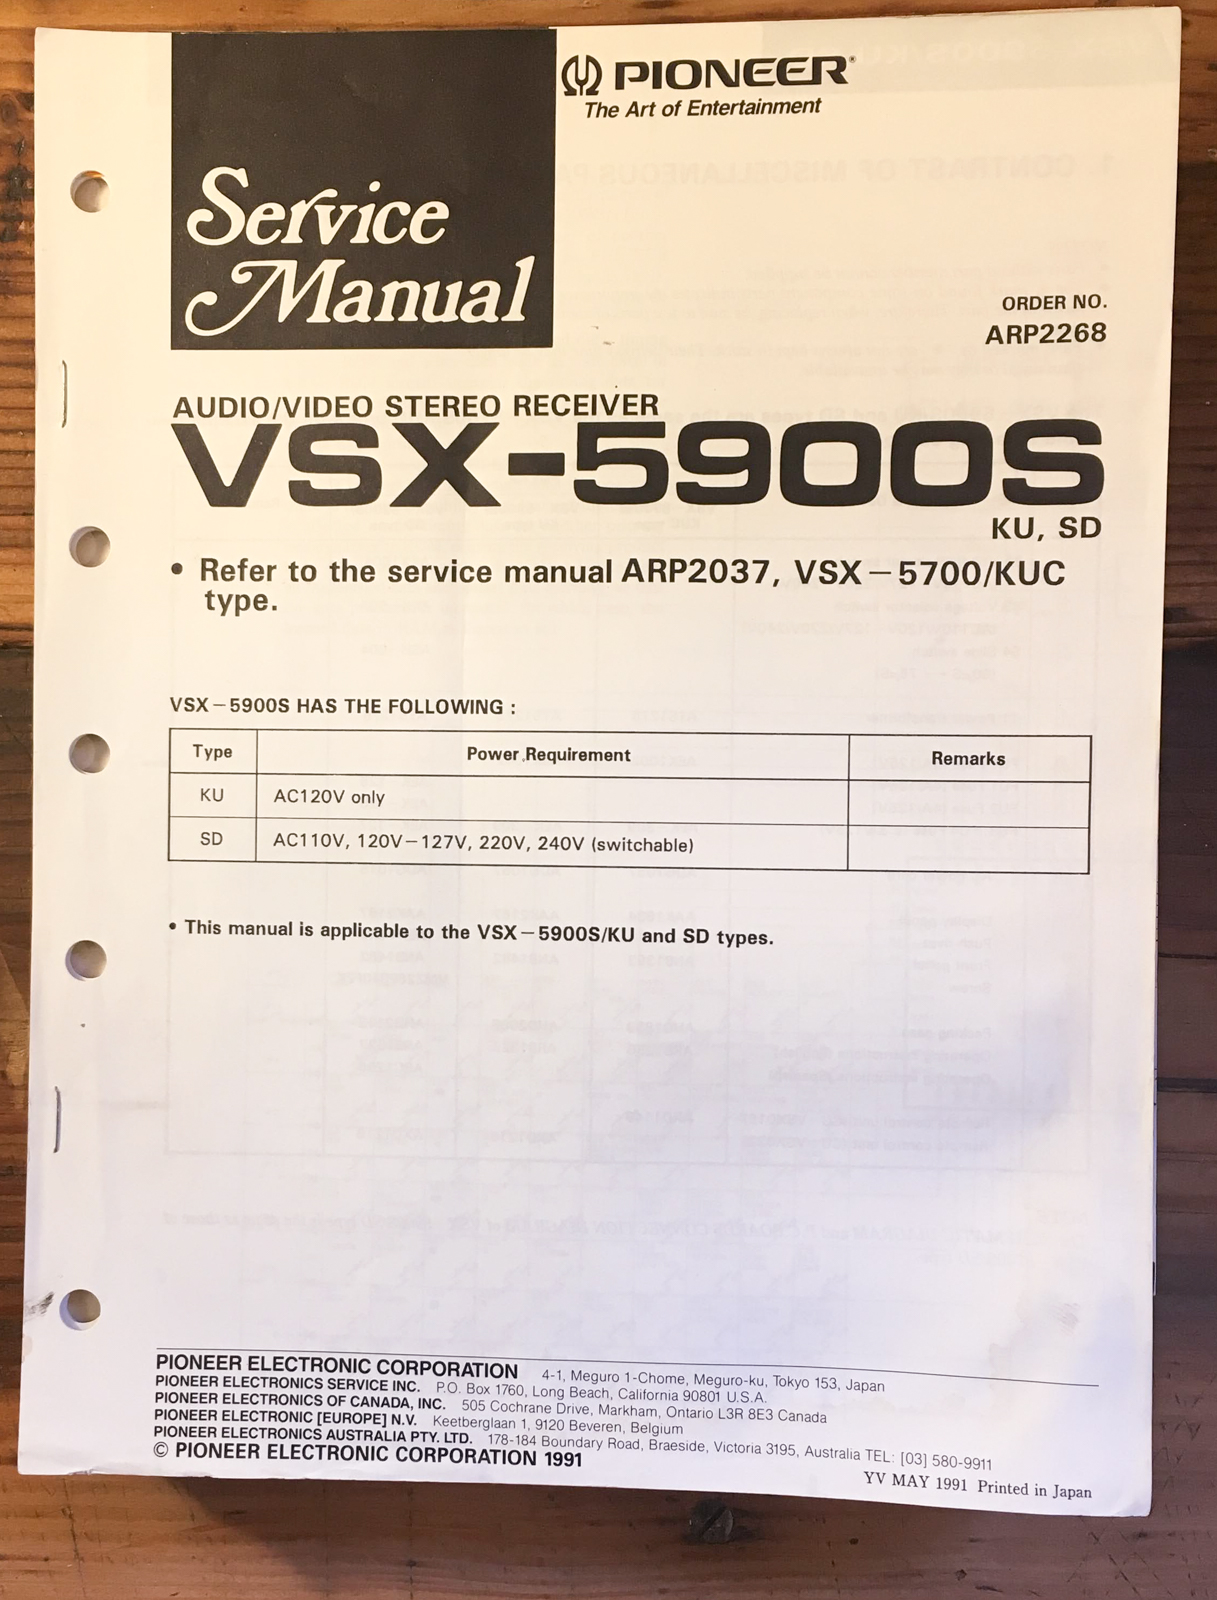 PIONEER®
The Art of Entertainment
Service
Manual
ORDER NO.
ARP2268
AUDIO/VIDEO STEREO RECEIVER
VSX-5900S
KU, SD
• Refer to the service manual ARP2037, VSX-5700/KUC
type.
VSX-5900S HAS THE FOLLOWING :
Type Power Requirement Remarks
KU AC120V only
SD AC110V, 120V-127V, 220V, 240V (switchable)
• This manual is applicable to the VSX-5900S/KU and SD types.
PIONEER ELECTRONIC CORPORATION 4-1, Meguro 1-Chome, Meguro-ku, Tokyo 153, Japan
PIONEER ELECTRONICS SERVICE INC. P.O. Box 1760, Long Beach, California 90801 U.S.A.
PIONEER ELECTRONICS OF CANADA, INC. 505 Cochrane Drive, Markham, Ontario L3R 8E3 Canada
PIONEER ELECTRONIC [EUROPE] N.V. Keetberglaan 1, 9120 Beveren, Belgium
PIONEER ELECTRONICS AUSTRALIA PTY. LTD. 178-184 Boundary Road, Braeside, Victoria 3195, Australia TEL: [03] 580-9911
© PIONEER ELECTRONIC CORPORATION 1991
YV MAY 1991 Printed in Japan